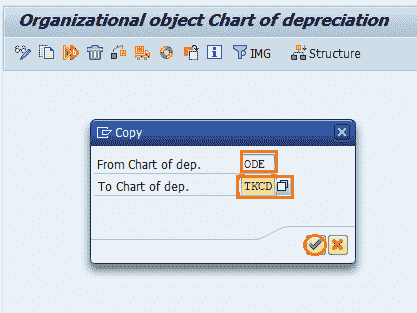 Organizational object Chart of depreciation
IMG Structure
Copy
From Chart of dep. ODE
To Chart of dep. TKCD